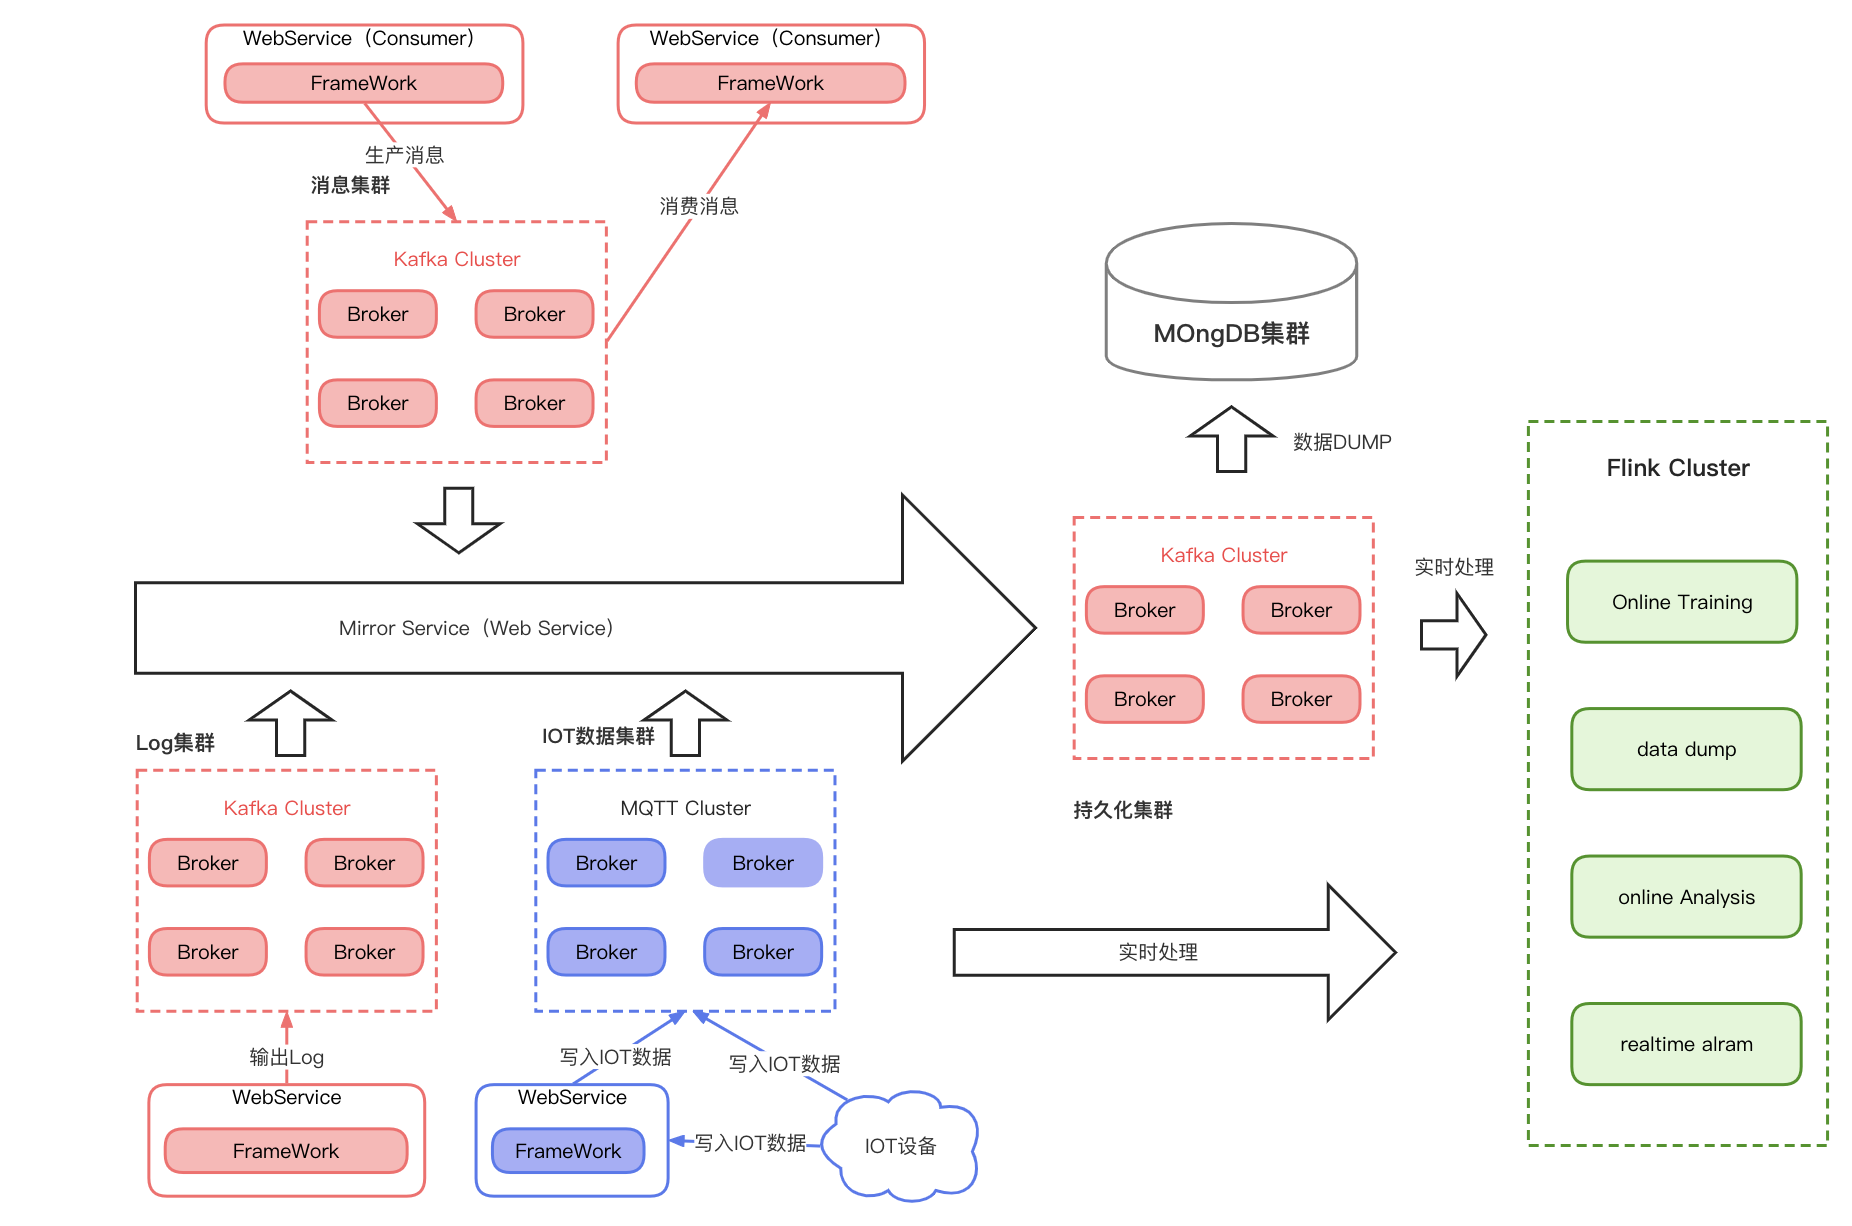 WebService（Consumer）
FrameWork
WebService（Consumer）
FrameWork
生产消息
消息集群
消费消息
Kafka Cluster
Broker
Broker
Broker
Broker
MOngDB集群
数据DUMP
Mirror Service（Web Service）
Kafka Cluster
Broker
Broker
Broker
Broker
持久化集群
实时处理
Flink Cluster
Online Training
data dump
online Analysis
realtime alram
Log集群
Kafka Cluster
Broker
Broker
Broker
Broker
IOT数据集群
MQTT Cluster
Broker
Broker
Broker
Broker
实时处理
输出Log
WebService
FrameWork
写入IOT数据
写入IOT数据
WebService
FrameWork
写入IOT数据
IOT设备